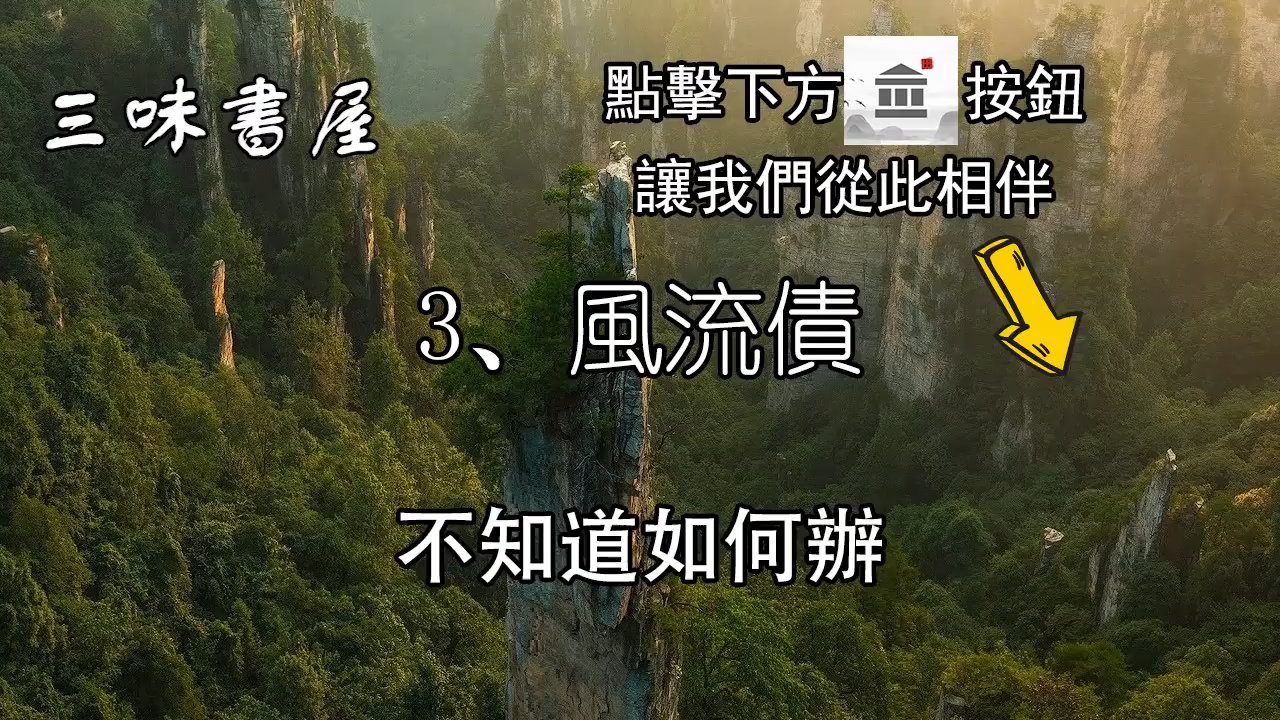 三味書屋
點擊下方按鈕
讓我們從此相伴
3、風流債
不知道如何辦